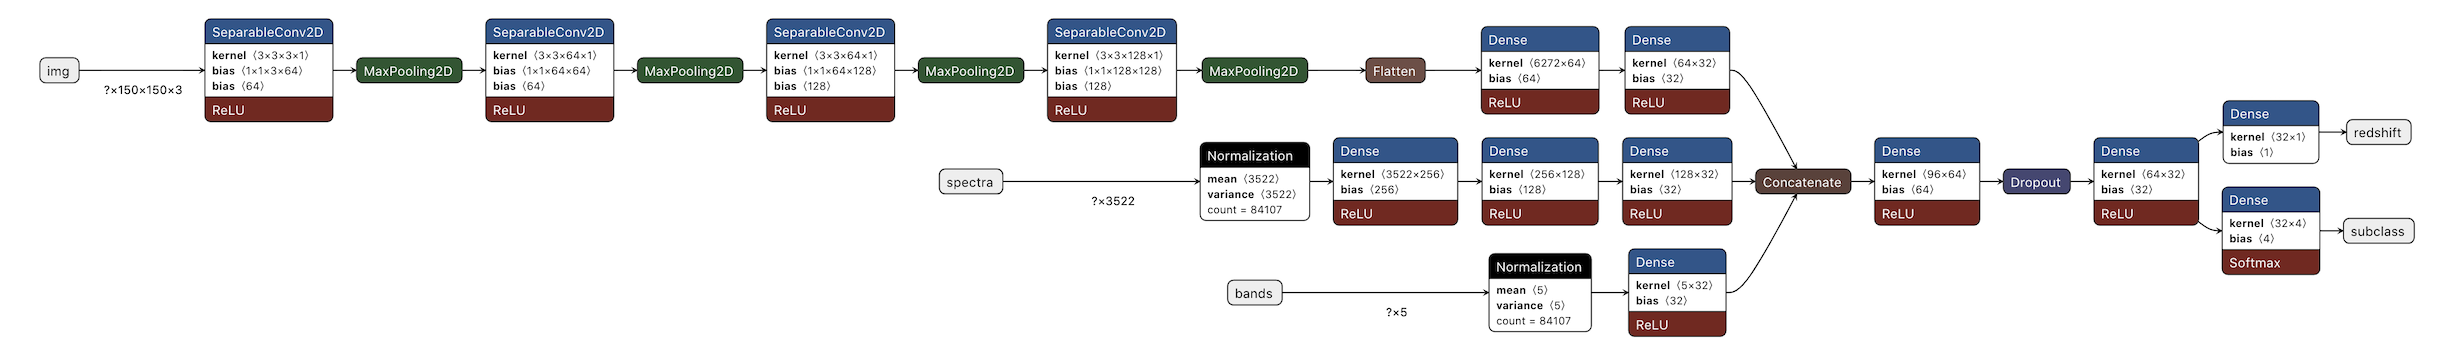 img
?×150×150×3
SeparableConv2D
kernel ⟨3×3×3×1⟩
bias ⟨1×1×3×64⟩
bias ⟨64⟩
ReLU
MaxPooling2D
SeparableConv2D
kernel ⟨3×3×64×1⟩
bias ⟨1×1×64×64⟩
bias ⟨64⟩
ReLU
MaxPooling2D
SeparableConv2D
kernel ⟨3×3×64×1⟩
bias ⟨1×1×64×128⟩
bias ⟨128⟩
ReLU
MaxPooling2D
SeparableConv2D
kernel ⟨3×3×128×1⟩
bias ⟨1×1×128×128⟩
bias ⟨128⟩
ReLU
MaxPooling2D
Flatten
Dense
kernel ⟨6272×64⟩
bias ⟨64⟩
ReLU
Dense
kernel ⟨64×32⟩
bias ⟨32⟩
ReLU
spectra
?×3522
Normalization
mean ⟨3522⟩
variance ⟨3522⟩
count = 84107
Dense
kernel ⟨3522×256⟩
bias ⟨256⟩
ReLU
Dense
kernel ⟨256×128⟩
bias ⟨128⟩
ReLU
Dense
kernel ⟨128×32⟩
bias ⟨32⟩
ReLU
bands
?×5
Normalization
mean ⟨5⟩
variance ⟨5⟩
count = 84107
Dense
kernel ⟨5×32⟩
bias ⟨32⟩
ReLU
Concatenate
Dense
kernel ⟨96×64⟩
bias ⟨64⟩
ReLU
Dropout
Dense
kernel ⟨64×32⟩
bias ⟨32⟩
ReLU
Dense
kernel ⟨32×1⟩
bias ⟨1⟩
redshift
Dense
kernel ⟨32×4⟩
bias ⟨4⟩
Softmax
subclass